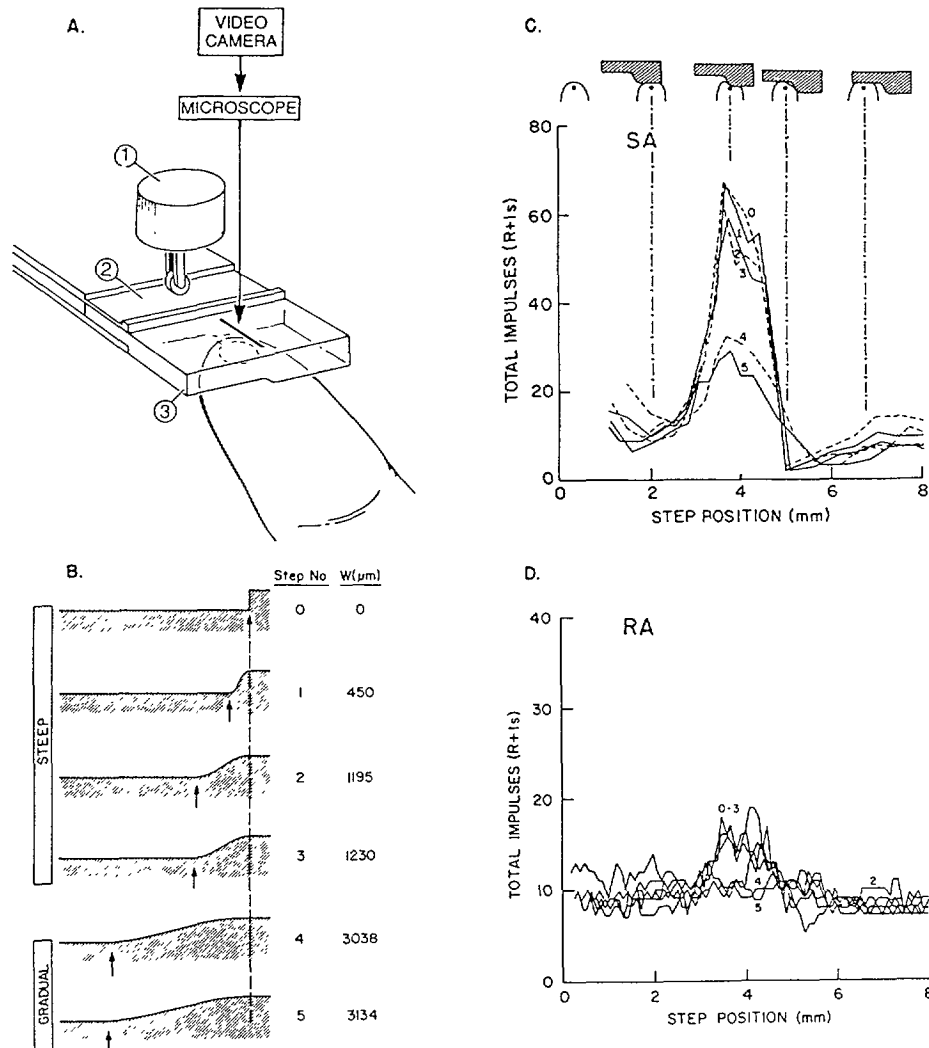 A.
VIDEO
CAMERA
MICROSCOPE
1
2
3
B.
Step No W(μm)
0 0
1 450
2 1195
3 1230
4 3038
5 3134
STEEP
GRADUAL
C.
SA
TOTAL IMPULSES (R+1s)
80
60
40
20
0
0
1
2
3
4
5
0 2 4 6 8
STEP POSITION (mm)
D.
RA
TOTAL IMPULSES (R+1s)
40
30
20
10
0
0-3
4
5
2
0 2 4 6 8
STEP POSITION (mm)